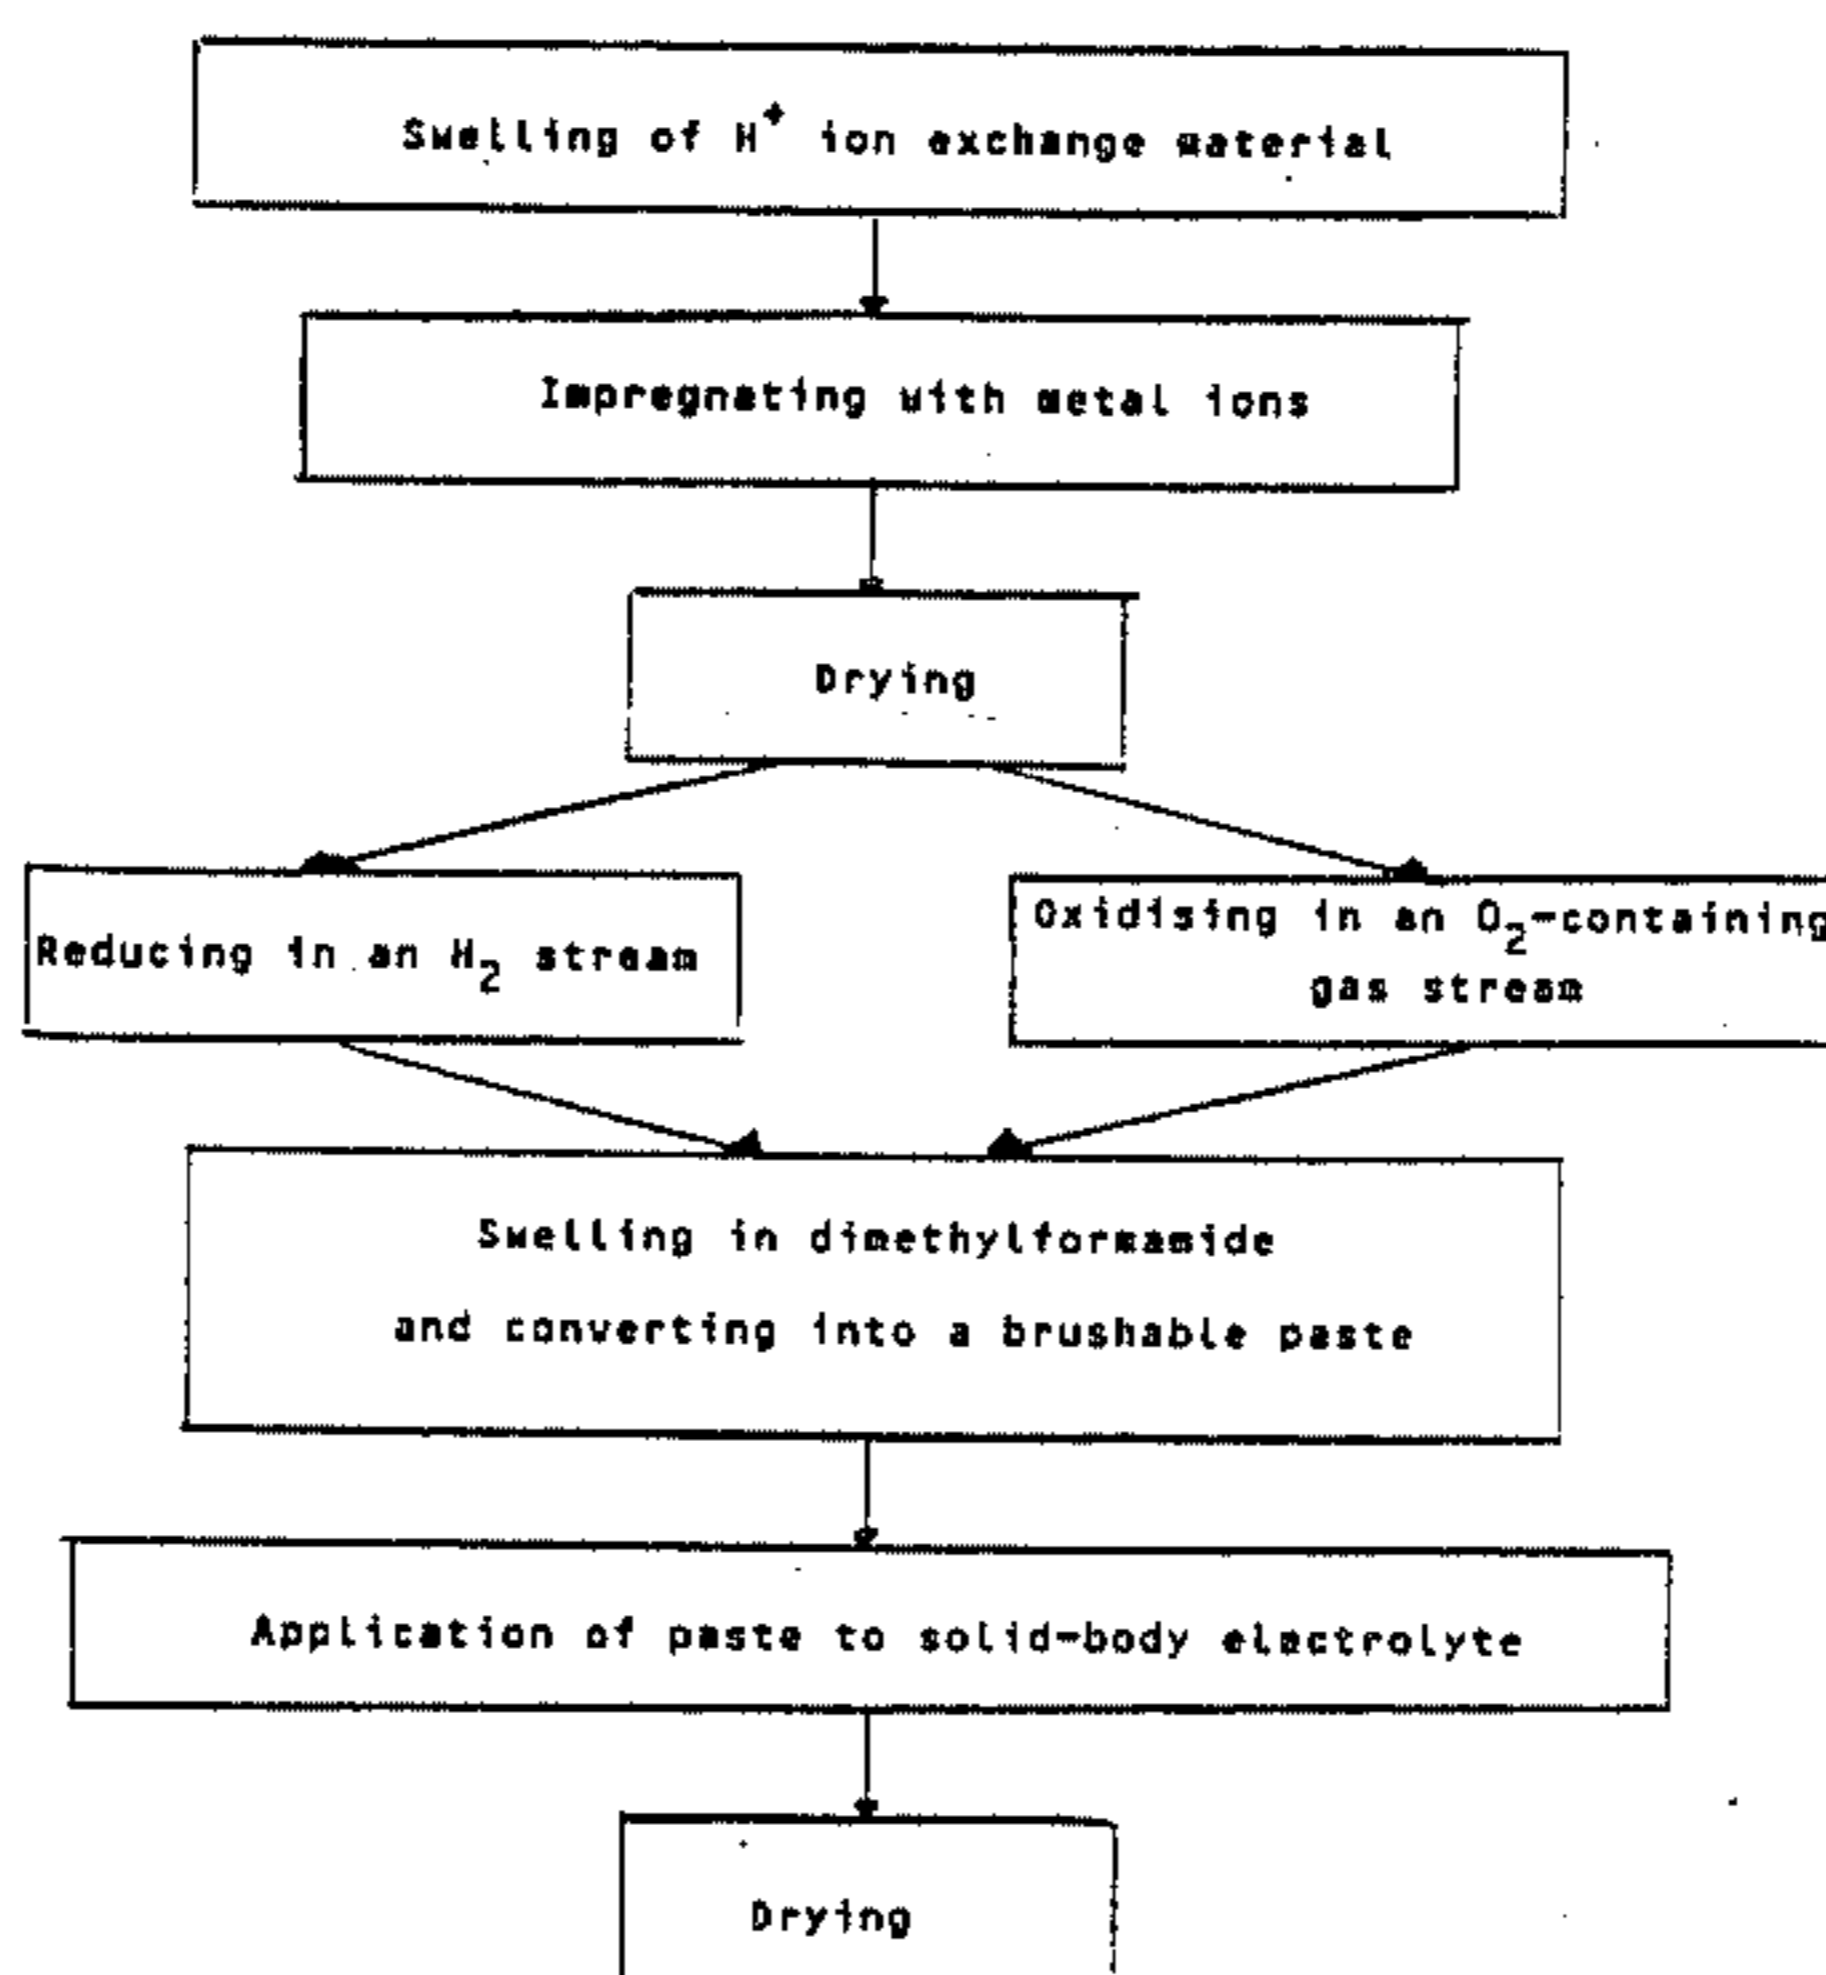 Swelling of H⁺ ion exchange material
Impregnating with metal ions
Drying
Reducing in an H₂ stream
Oxidising in an O₂-containing
gas stream
Swelling in dimethylformamide
and converting into a brushable paste
Application of paste to solid-body electrolyte
Drying